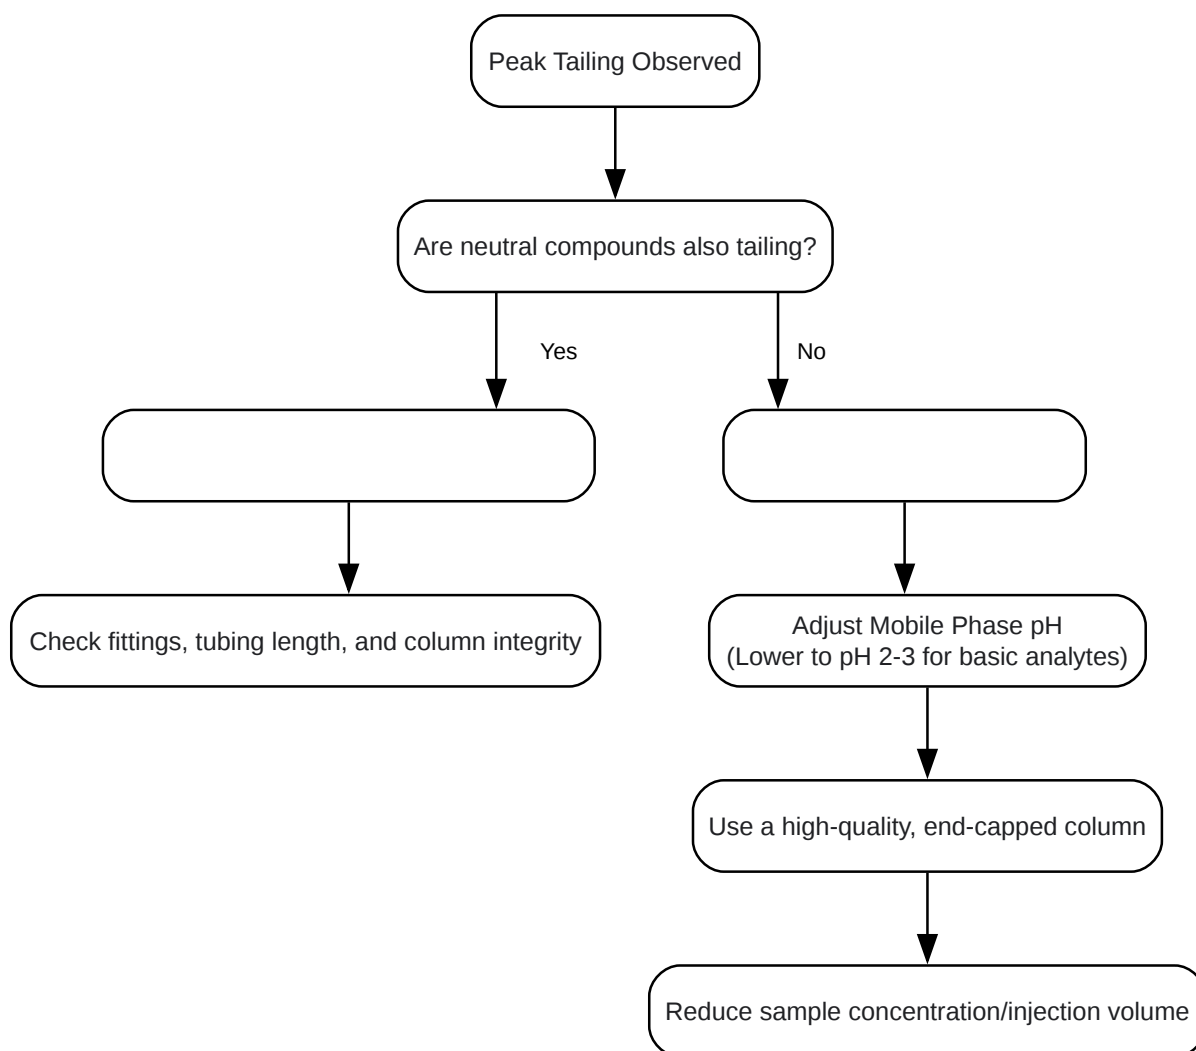 Peak Tailing Observed
Are neutral compounds also tailing?
Yes
No
Check fittings, tubing length, and column integrity
Adjust Mobile Phase pH
(Lower to pH 2-3 for basic analytes)
Use a high-quality, end-capped column
Reduce sample concentration/injection volume